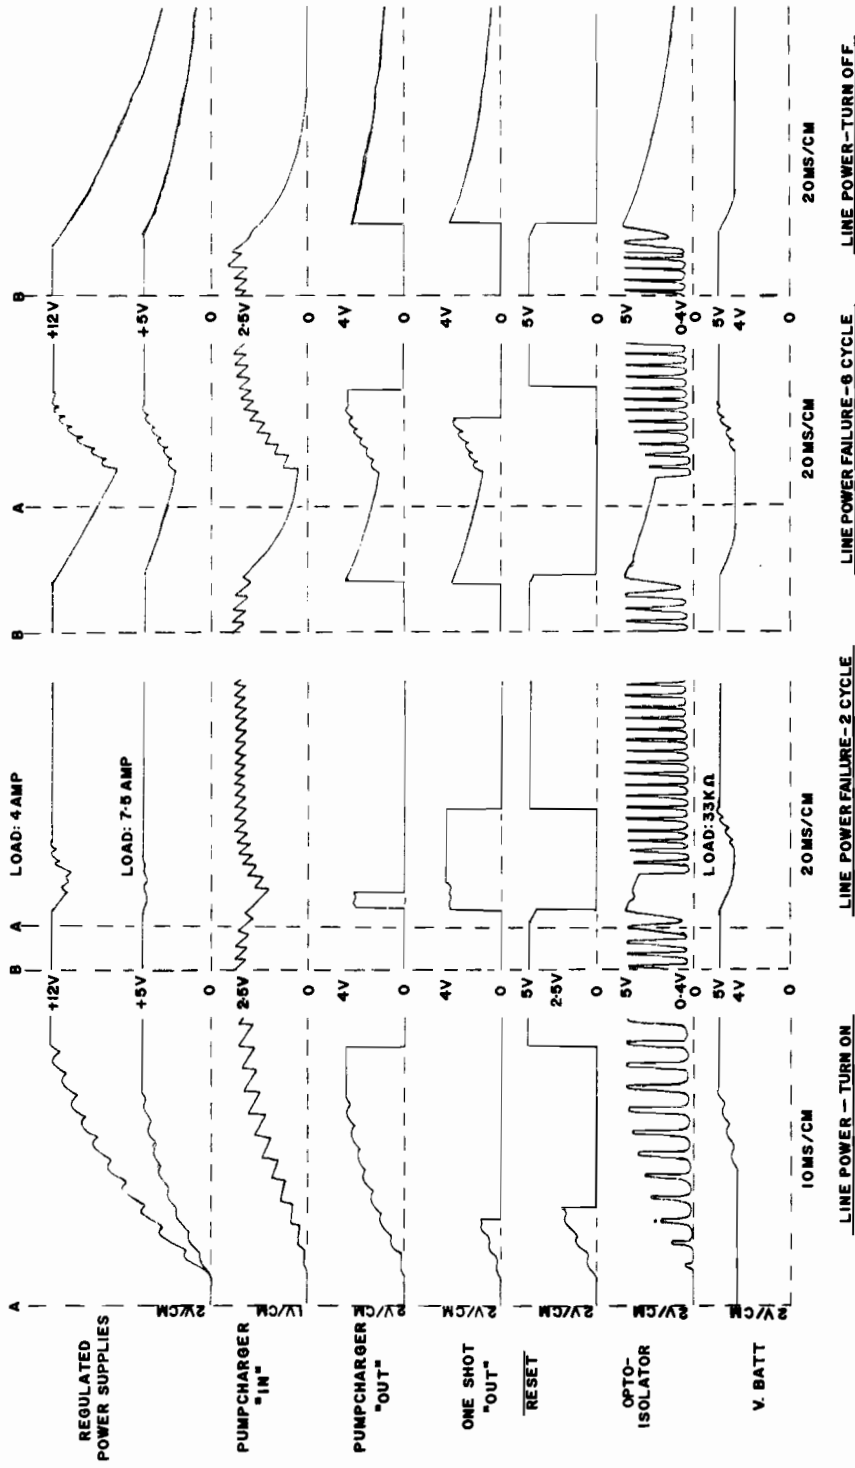 REGULATED
POWER SUPPLIES
PUMPCHARGER
"IN"
PUMPCHARGER
"OUT"
ONE SHOT
"OUT"
RESET
OPTO-
ISOLATOR
V. BATT
A
2V/CM
1V/CM
2V/CM
2V/CM
2V/CM
2V/CM
2V/CM
10MS/CM
LINE POWER – TURN ON
+12V
+5V
0
2·5V
0
4V
0
4V
0
5V
2·5V
0
5V
0·4V
0
5V
4V
0
B
A
LOAD: 4 AMP
LOAD: 7·5 AMP
LOAD: 33KΩ
20MS/CM
LINE POWER FAILURE – 2 CYCLE
B
A
20MS/CM
LINE POWER FAILURE – 6 CYCLE
B
+12V
+5V
0
2·5V
0
4V
0
4V
0
5V
0
5V
0·4V
0
5V
4V
0
20MS/CM
LINE POWER – TURN OFF